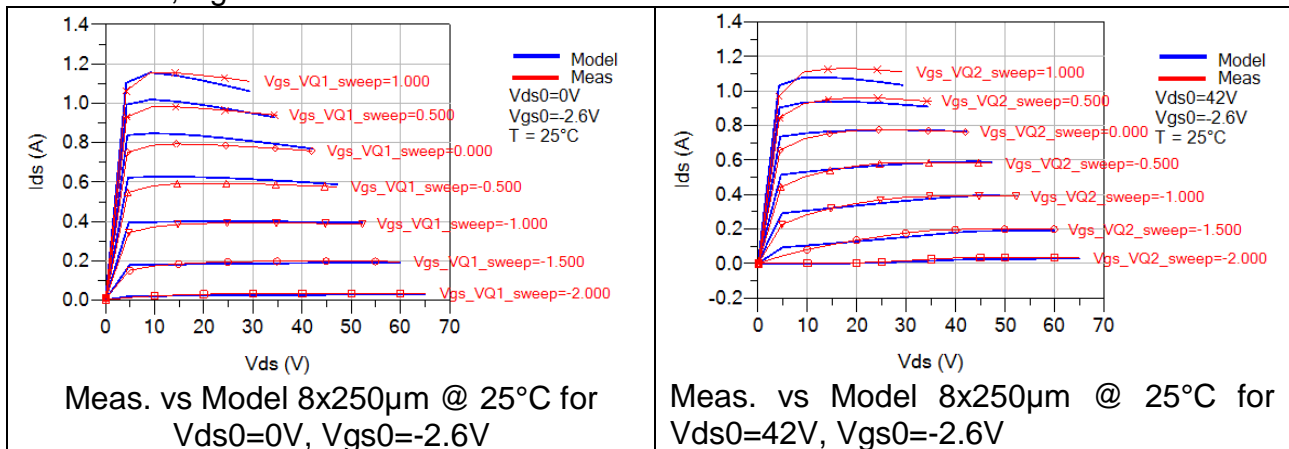 1.4
1.2
1.0
0.8
0.6
0.4
0.2
0.0
Ids (A)
0 10 20 30 40 50 60 70
Vds (V)
Vgs_VQ1_sweep=1.000
Vgs_VQ1_sweep=0.500
Vgs_VQ1_sweep=0.000
Vgs_VQ1_sweep=-0.500
Vgs_VQ1_sweep=-1.000
Vgs_VQ1_sweep=-1.500
Vgs_VQ1_sweep=-2.000
Model
Meas
Vds0=0V
Vgs0=-2.6V
T = 25°C
Meas. vs Model 8x250µm @ 25°C for
Vds0=0V, Vgs0=-2.6V
1.4
1.2
1.0
0.8
0.6
0.4
0.2
0.0
-0.2
Ids (A)
0 10 20 30 40 50 60 70
Vds (V)
Vgs_VQ2_sweep=1.000
Vgs_VQ2_sweep=0.500
Vgs_VQ2_sweep=0.000
Vgs_VQ2_sweep=-0.500
Vgs_VQ2_sweep=-1.000
Vgs_VQ2_sweep=-1.500
Vgs_VQ2_sweep=-2.000
Model
Meas
Vds0=42V
Vgs0=-2.6V
T = 25°C
Meas. vs Model 8x250µm @ 25°C for
Vds0=42V, Vgs0=-2.6V